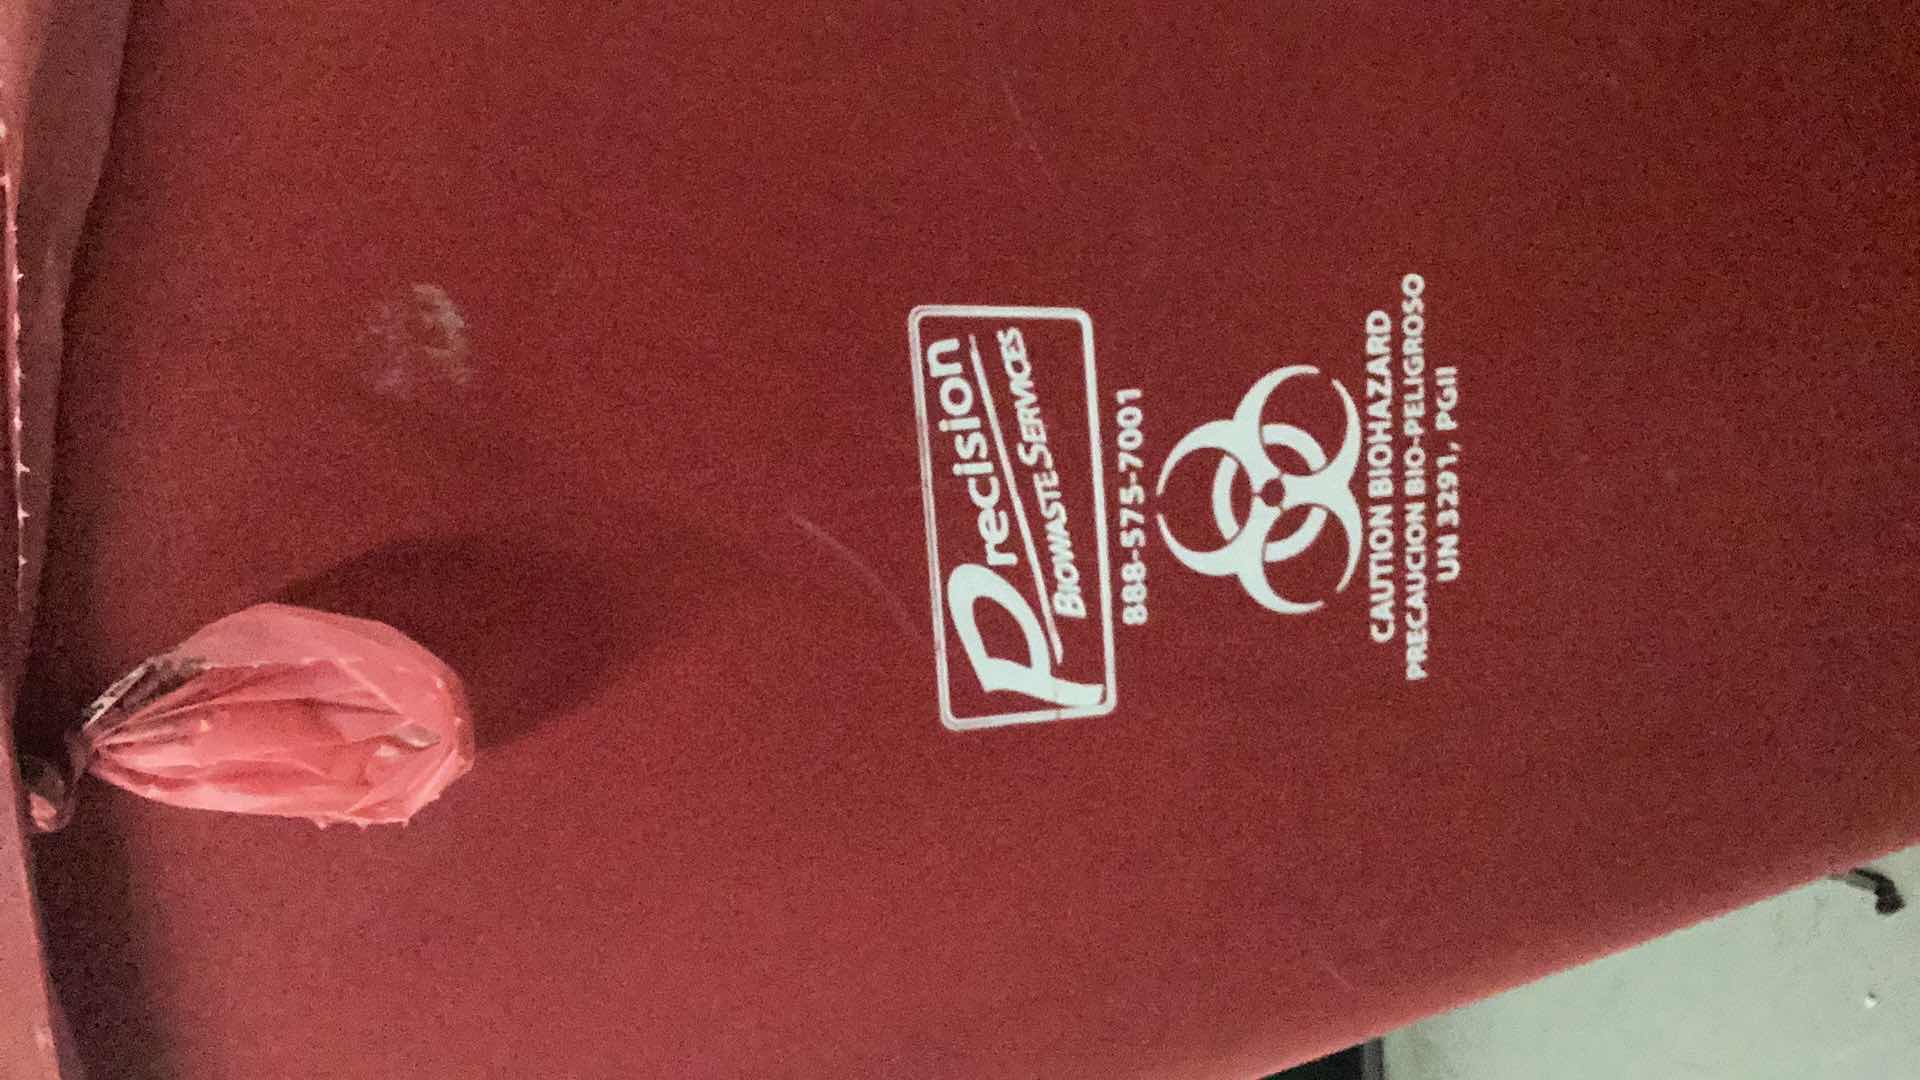 Precision
BIOWASTE SERVICES
888-575-7001
CAUTION BIOHAZARD
PRECAUCION BIO-PELIGROSO
UN 3291, PGII